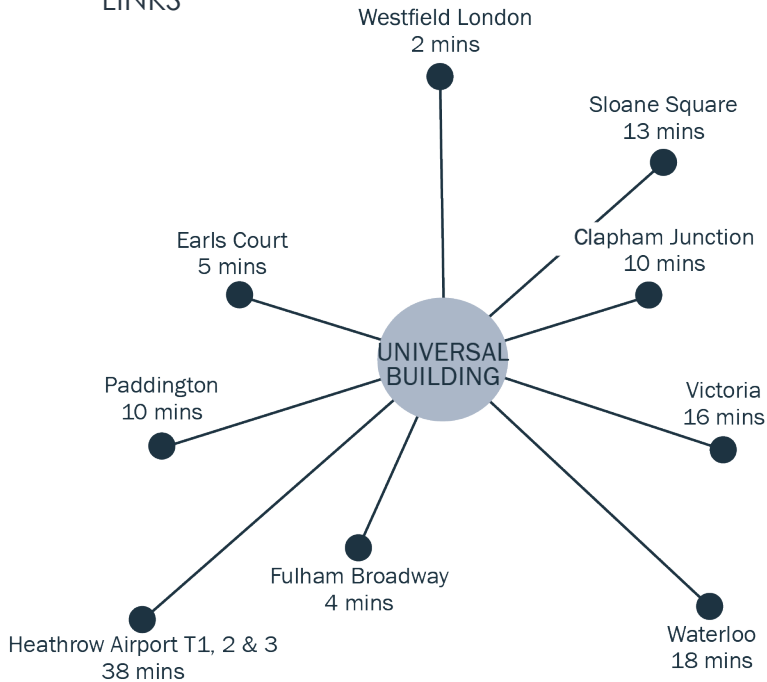 LINKS
Westfield London
2 mins
Sloane Square
13 mins
Clapham Junction
10 mins
Earls Court
5 mins
UNIVERSAL
BUILDING
Paddington
10 mins
Victoria
16 mins
Fulham Broadway
4 mins
Heathrow Airport T1, 2 & 3
38 mins
Waterloo
18 mins